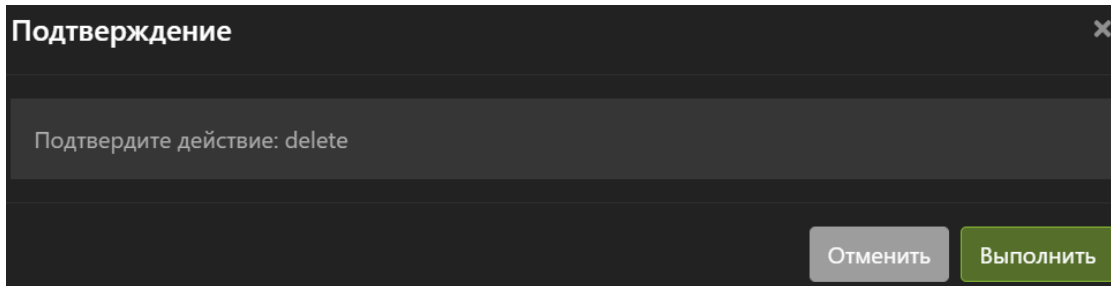 Подтверждение
Подтвердите действие: delete
Отменить Выполнить